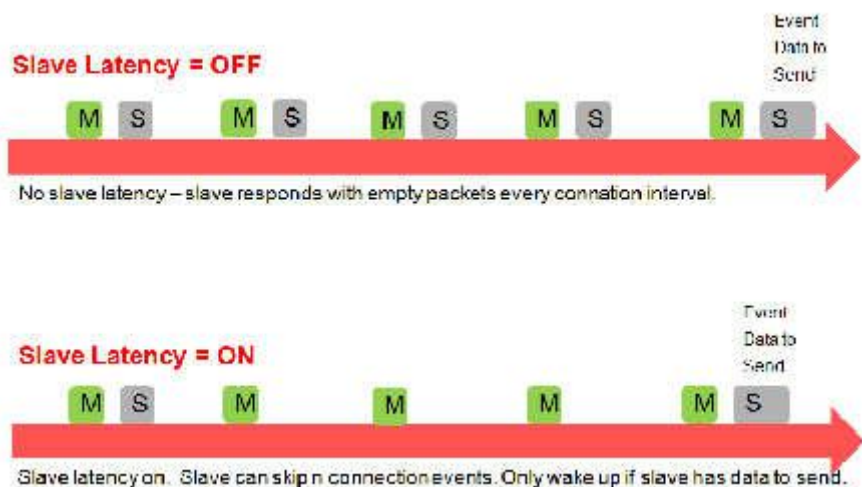 Event
Data to
Send
Slave Latency = OFF
M S M S M S M S M S
No slave latency – slave responds with empty packets every connation interval.
Event
Data to
Send
Slave Latency = ON
M S M M M M S
Slave latency on. Slave can skip n connection events. Only wake up if slave has data to send.